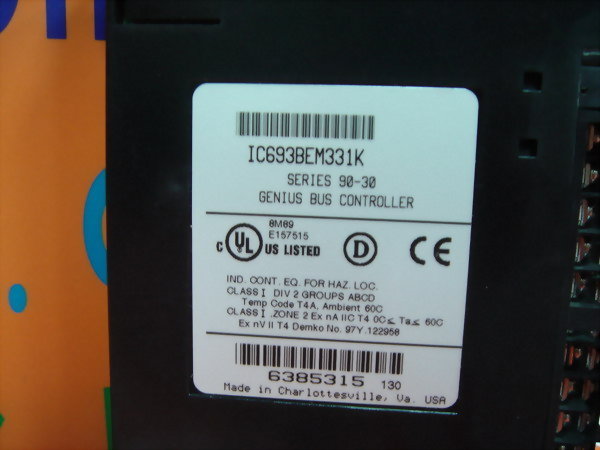 IC693BEM331K
SERIES 90-30
GENIUS BUS CONTROLLER
8M89
E157515
C UL US LISTED
D
CE
IND. CONT. EQ. FOR HAZ. LOC.
CLASS I DIV 2 GROUPS ABCD
Temp Code T4A, Ambient 60C
CLASS I .ZONE 2 Ex nA IIC T4 0C≤ Ta≤ 60C
Ex nV II T4 Demko No. 97Y.122958
6385315 130
Made in Charlottesville, Va. USA